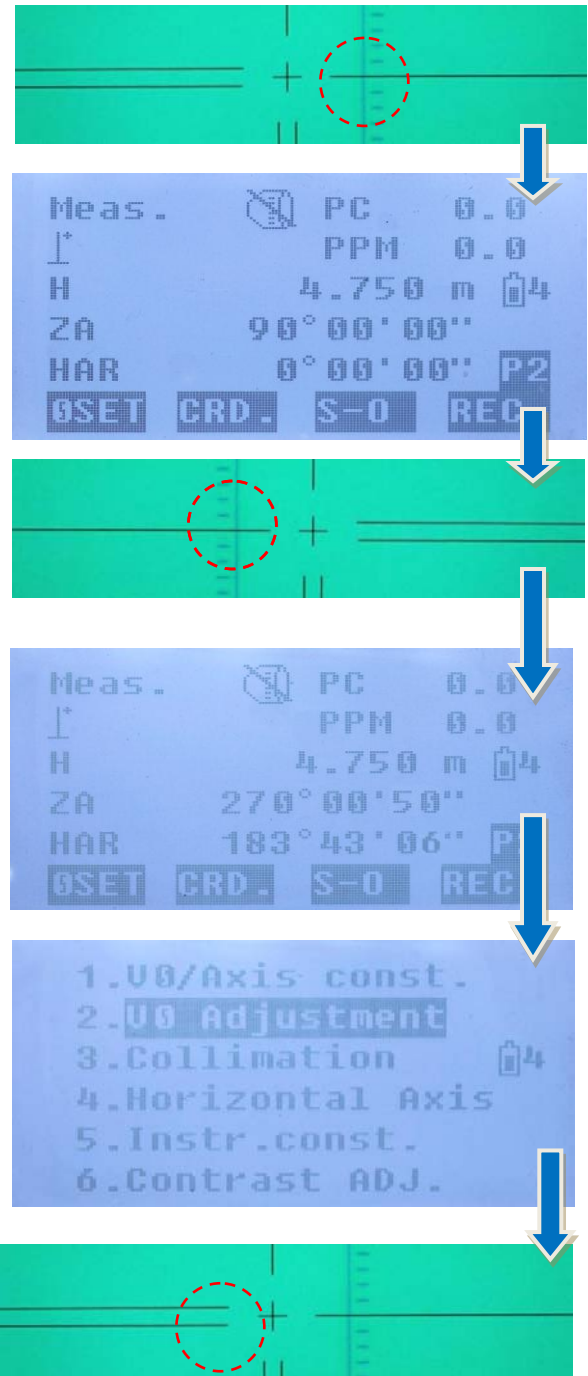 Meas. PC 0.0
PPM 0.0
H 4.750 m 4
ZA 90°00'00"
HAR 0°00'00" P2
0SET CRD. S-O REC
Meas. PC 0.0
PPM 0.0
H 4.750 m 4
ZA 270°00'50"
HAR 183°43'06" P
0SET CRD. S-O REC
1.V0/Axis const.
2.V0 Adjustment
3.Collimation 4
4.Horizontal Axis
5.Instr.const.
6.Contrast ADJ.